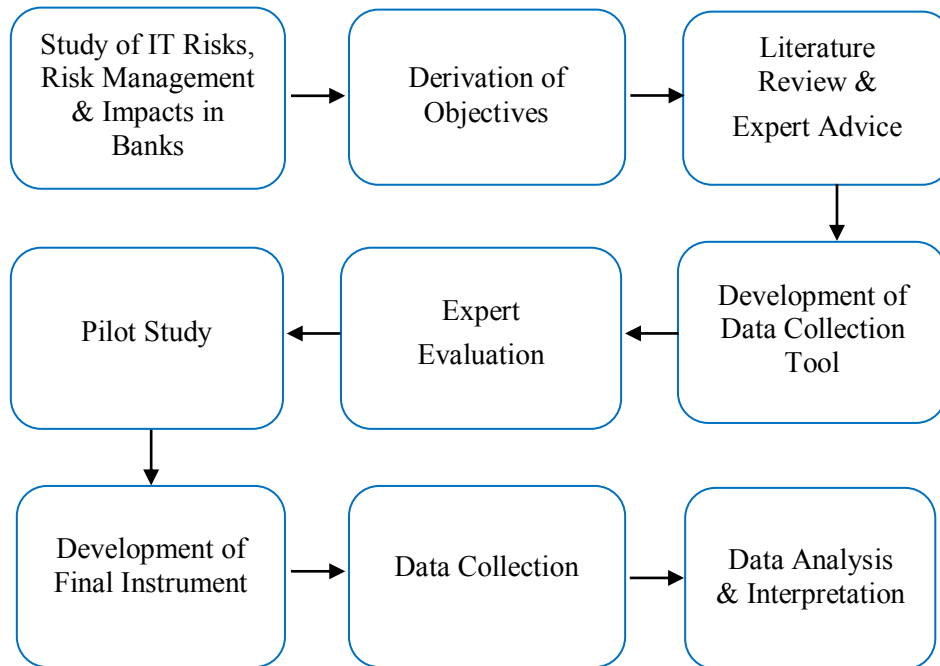 Study of IT Risks,
Risk Management
& Impacts in
Banks
Derivation of
Objectives
Literature
Review &
Expert Advice
Development of
Data Collection
Tool
Expert
Evaluation
Pilot Study
Development of
Final Instrument
Data Collection
Data Analysis
& Interpretation